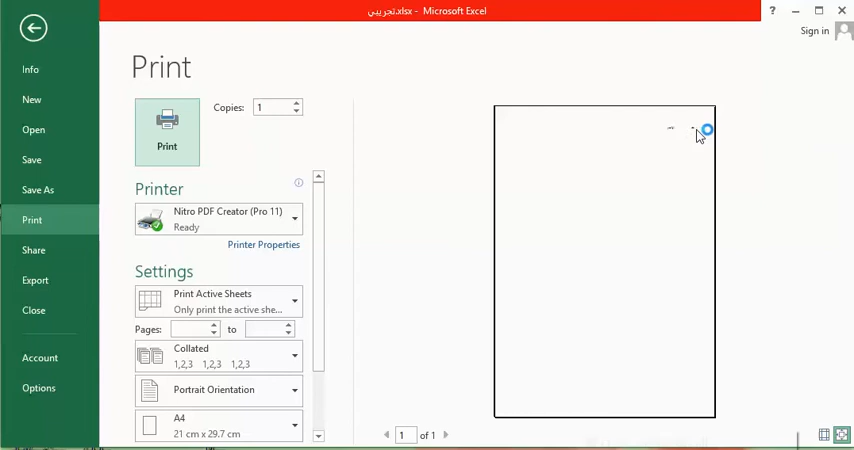 تجريبي.xlsx - Microsoft Excel
?
Sign in
Info
New
Open
Save
Save As
Print
Share
Export
Close
Account
Options
Print
Print
Copies: 1
Printer
Nitro PDF Creator (Pro 11)
Ready
Printer Properties
Settings
Print Active Sheets
Only print the active she...
Pages: to
Collated
1,2,3 1,2,3 1,2,3
Portrait Orientation
A4
21 cm x 29.7 cm
1 of 1